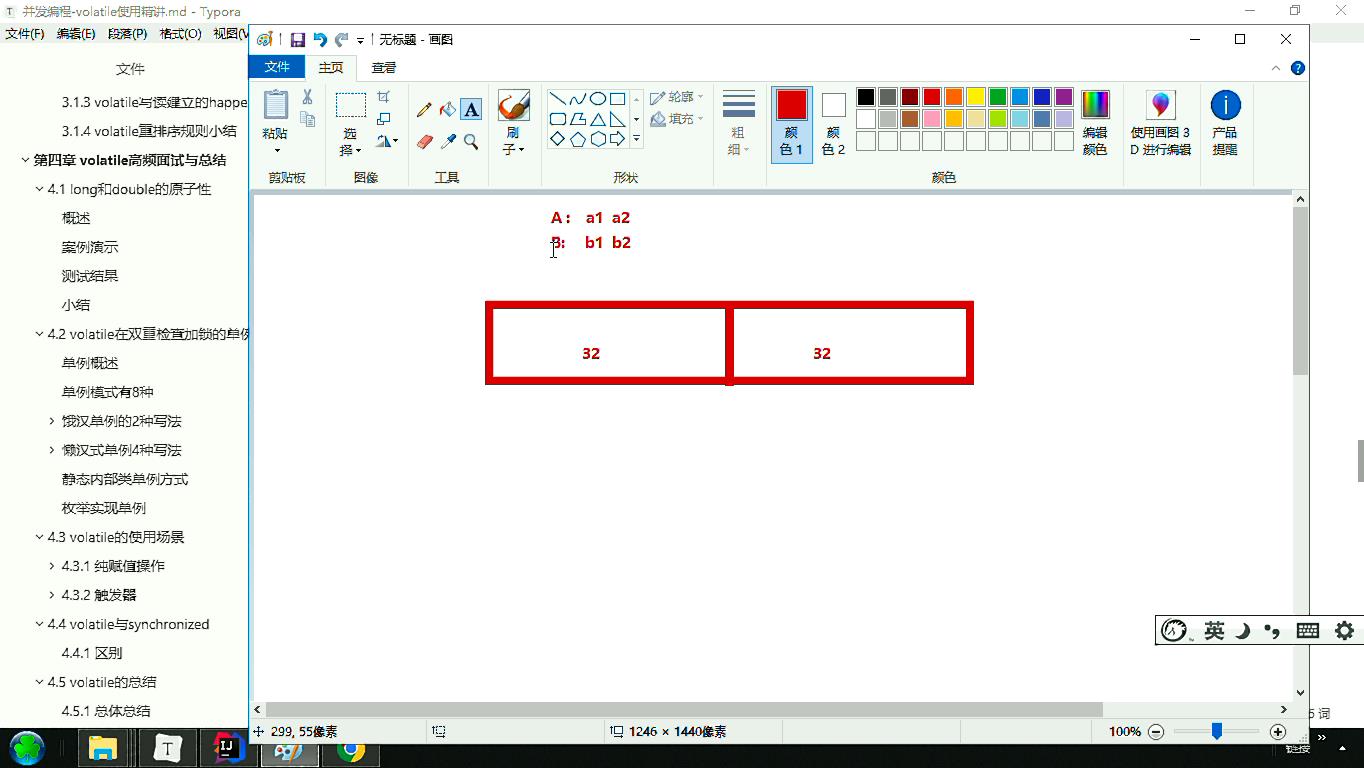 并发编程-volatile使用精讲.md - Typora
文件(F) 编辑(E) 段落(P) 格式(O) 视图(V
文件
3.1.3 volatile写读建立的happe
3.1.4 volatile重排序规则小结
第四章 volatile高频面试与总结
4.1 long和double的原子性
概述
案例演示
测试结果
小结
4.2 volatile在双重检查加锁的单例
单例概述
单例模式有8种
饿汉单例的2种写法
懒汉式单例4种写法
静态内部类单例方式
枚举实现单例
4.3 volatile的使用场景
4.3.1 纯赋值操作
4.3.2 触发器
4.4 volatile与synchronized
4.4.1 区别
4.5 volatile的总结
4.5.1 总体总结
无标题 - 画图
文件 主页 查看
粘贴
剪贴板
选择
图像
A
工具
刷子
轮廓
填充
形状
粗细
颜色 1
颜色 2
编辑颜色
颜色
使用画图 3D 进行编辑
产品提醒
A： a1 a2
B: b1 b2
32 32
英
299, 55像素
1246 × 1440像素
100%
词
链接